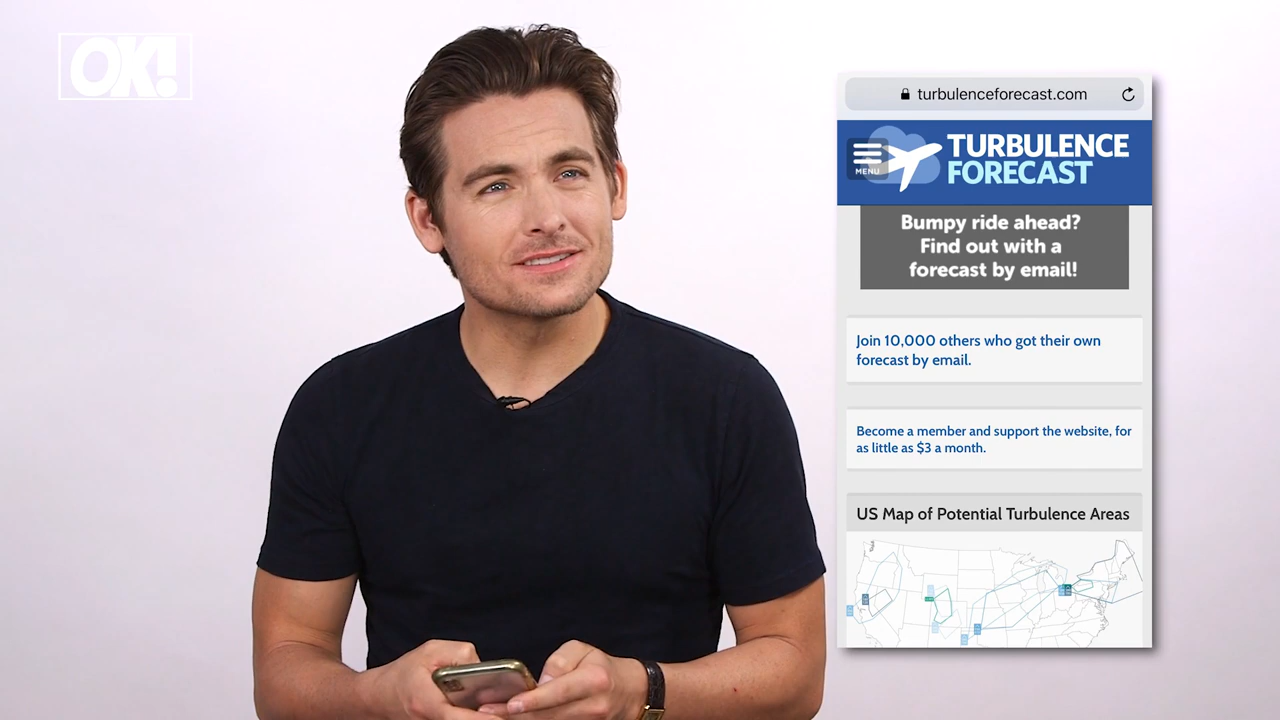 OK!
turbulenceforecast.com
MENU
TURBULENCE
FORECAST
Bumpy ride ahead?
Find out with a
forecast by email!
Join 10,000 others who got their own
forecast by email.
Become a member and support the website, for
as little as $3 a month.
US Map of Potential Turbulence Areas